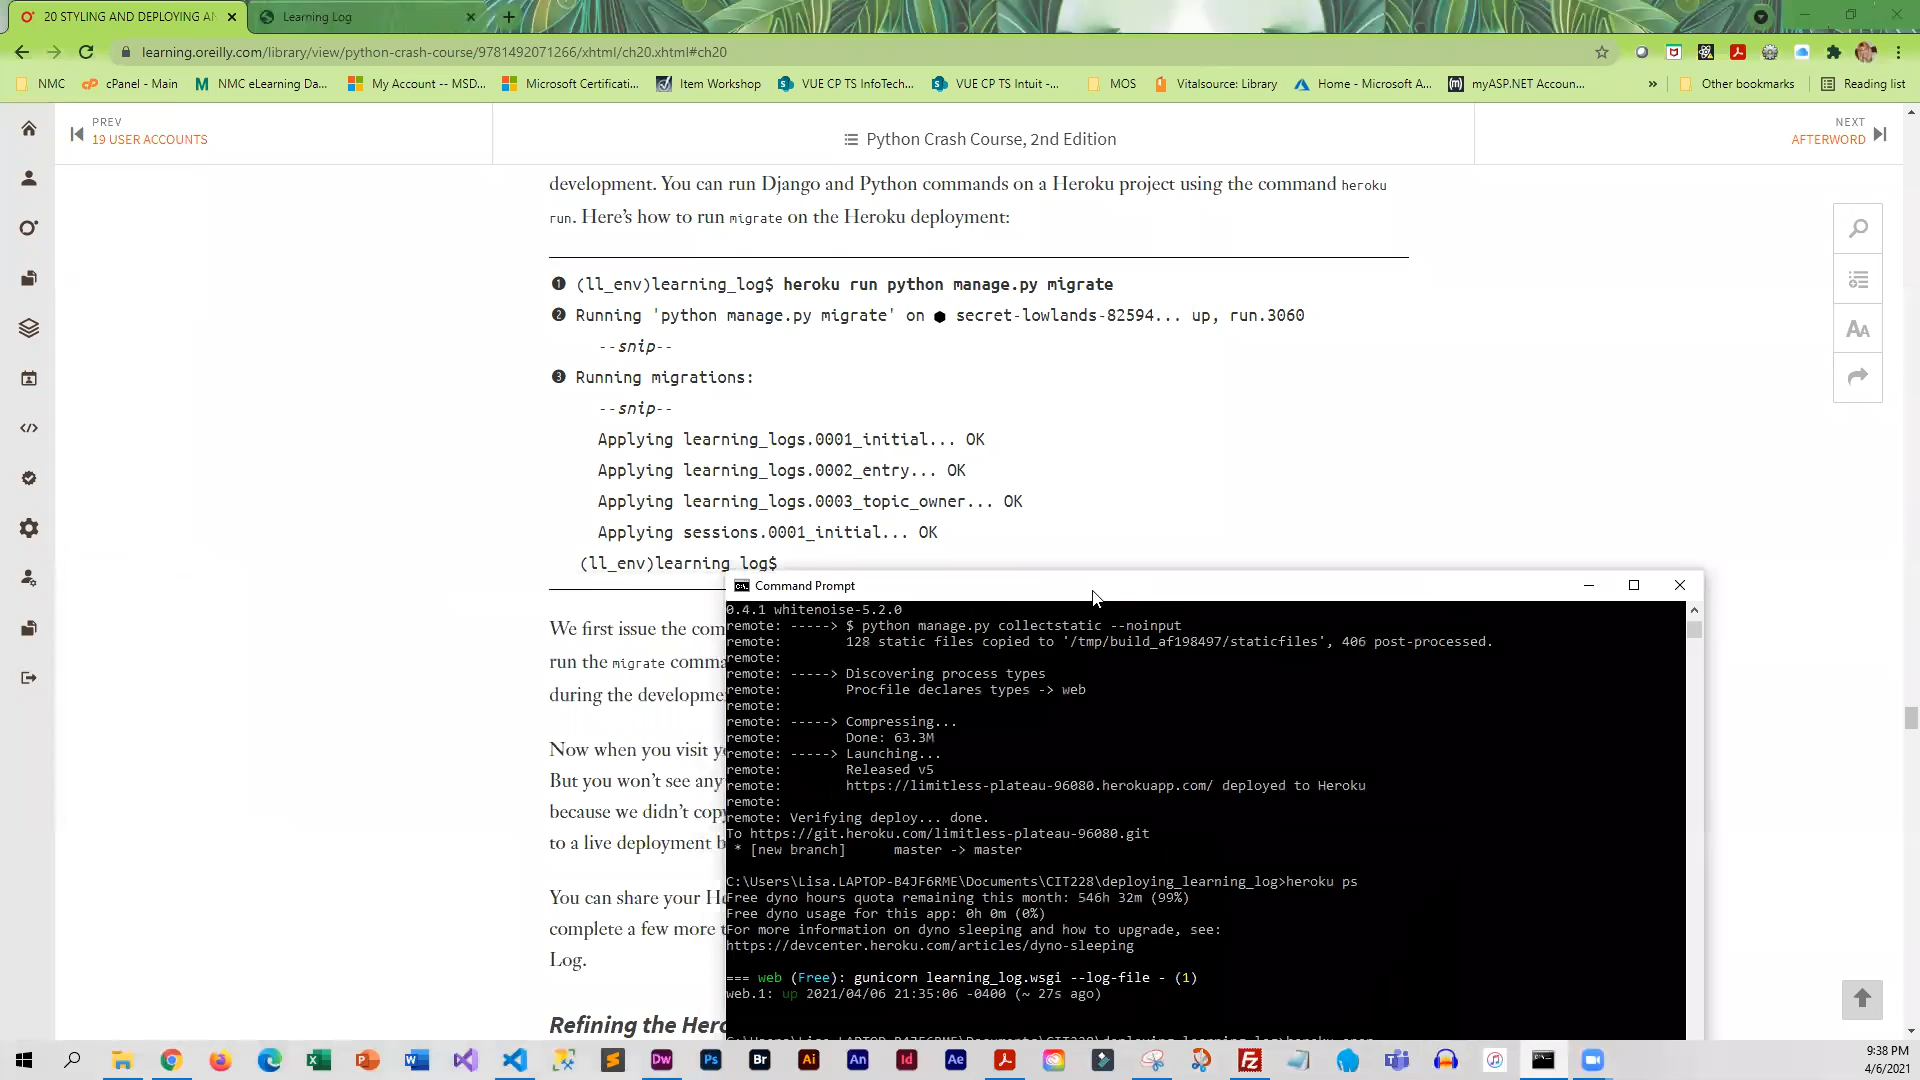 20 STYLING AND DEPLOYING AN
Learning Log
learning.oreilly.com/library/view/python-crash-course/9781492071266/xhtml/ch20.xhtml#ch20
NMC
cPanel - Main
NMC eLearning Da...
My Account -- MSD...
Microsoft Certificati...
Item Workshop
VUE CP TS InfoTech...
VUE CP TS Intuit -...
MOS
Vitalsource: Library
Home - Microsoft A...
myASP.NET Accoun...
»
Other bookmarks
Reading list
PREV
19 USER ACCOUNTS
Python Crash Course, 2nd Edition
NEXT
AFTERWORD
development. You can run Django and Python commands on a Heroku project using the command heroku
run. Here's how to run migrate on the Heroku deployment:
❶ (ll_env)learning_log$ heroku run python manage.py migrate
❷ Running 'python manage.py migrate' on ⬢ secret-lowlands-82594... up, run.3060
--snip--
❸ Running migrations:
--snip--
Applying learning_logs.0001_initial... OK
Applying learning_logs.0002_entry... OK
Applying learning_logs.0003_topic_owner... OK
Applying sessions.0001_initial... OK
(ll_env)learning_log$
We first issue the com
run the migrate comma
during the developme
Now when you visit y
But you won't see any
because we didn't copy
to a live deployment b
You can share your He
complete a few more t
Log.
Refining the Hero
Command Prompt
0.4.1 whitenoise-5.2.0
remote: -----> $ python manage.py collectstatic --noinput
remote:        128 static files copied to '/tmp/build_af198497/staticfiles', 406 post-processed.
remote:
remote: -----> Discovering process types
remote:        Procfile declares types -> web
remote:
remote: -----> Compressing...
remote:        Done: 63.3M
remote: -----> Launching...
remote:        Released v5
remote:        https://limitless-plateau-96080.herokuapp.com/ deployed to Heroku
remote:
remote: Verifying deploy... done.
To https://git.heroku.com/limitless-plateau-96080.git
* [new branch]      master -> master
C:\Users\Lisa.LAPTOP-B4JF6RME\Documents\CIT228\deploying_learning_log>heroku ps
Free dyno hours quota remaining this month: 546h 32m (99%)
Free dyno usage for this app: 0h 0m (0%)
For more information on dyno sleeping and how to upgrade, see:
https://devcenter.heroku.com/articles/dyno-sleeping
=== web (Free): gunicorn learning_log.wsgi --log-file - (1)
web.1: up 2021/04/06 21:35:06 -0400 (~ 27s ago)
9:38 PM
4/6/2021